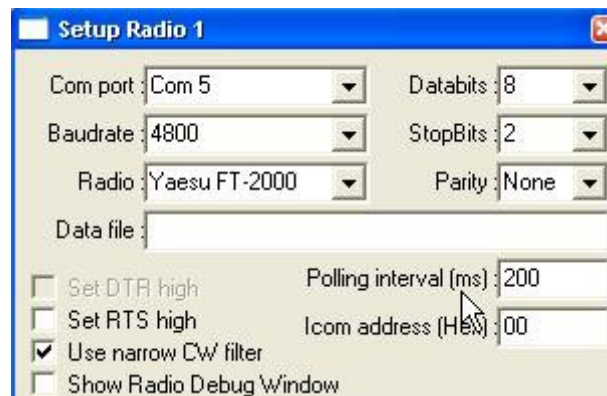 Setup Radio 1
Com port : Com 5 Databits : 8
Baudrate : 4800 StopBits : 2
Radio : Yaesu FT-2000 Parity : None
Data file :
Set DTR high Polling interval (ms) : 200
Set RTS high Icom address (Hex) : 00
Use narrow CW filter
Show Radio Debug Window